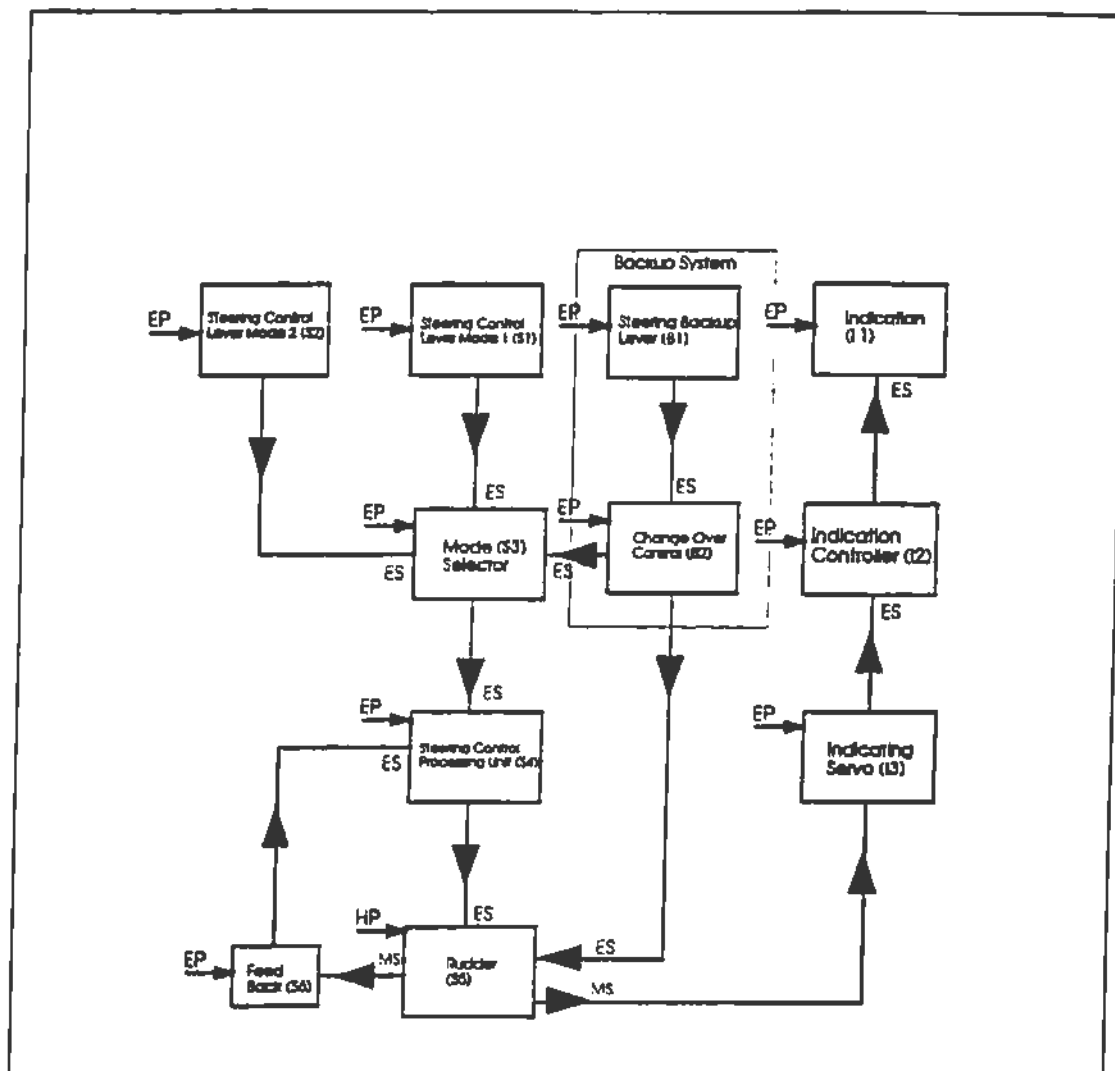 Backup System
EP
Steering Control
Lever Mode 2 (S2)
EP
Steering Control
Lever Mode 1 (S1)
EP
Steering Backup
Lever (B1)
EP
Indication
(I1)
ES
ES
ES
EP
Mode (S3)
Selector
ES
EP
Change Over
Control (B2)
ES
EP
Indication
Controller (I2)
ES
ES
EP
Steering Control
Processing Unit (S4)
ES
EP
Indicating
Servo (I3)
HP
ES
EP
Feed
Back (S6)
MS
Rudder
(S5)
ES
MS